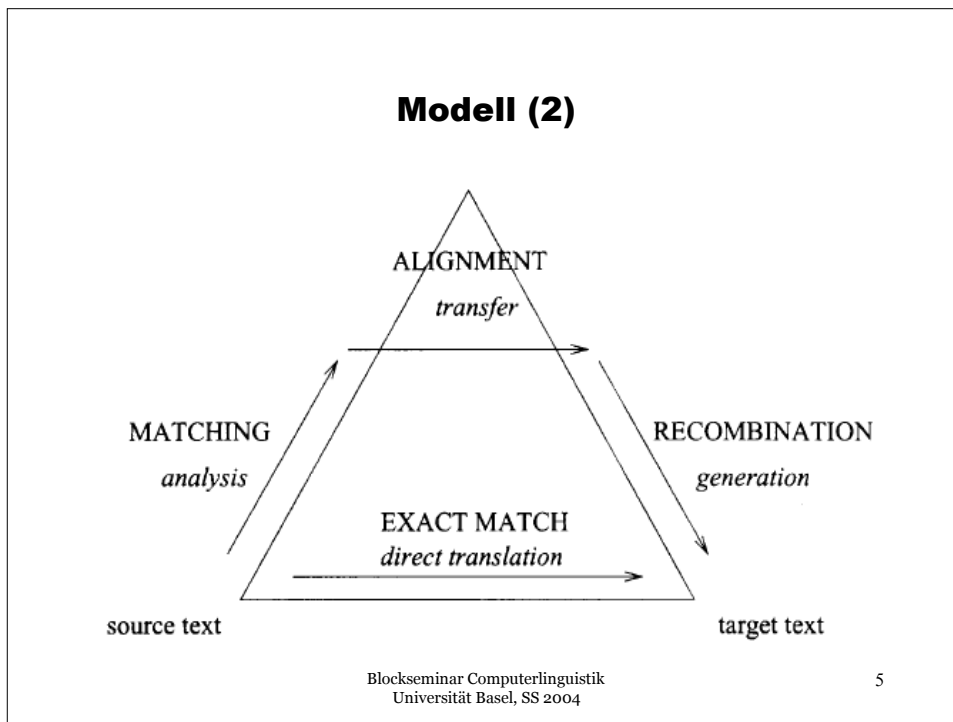 Modell (2)
ALIGNMENT
transfer
MATCHING
analysis
RECOMBINATION
generation
EXACT MATCH
direct translation
source text
target text
Blockseminar Computerlinguistik
Universität Basel, SS 2004
5